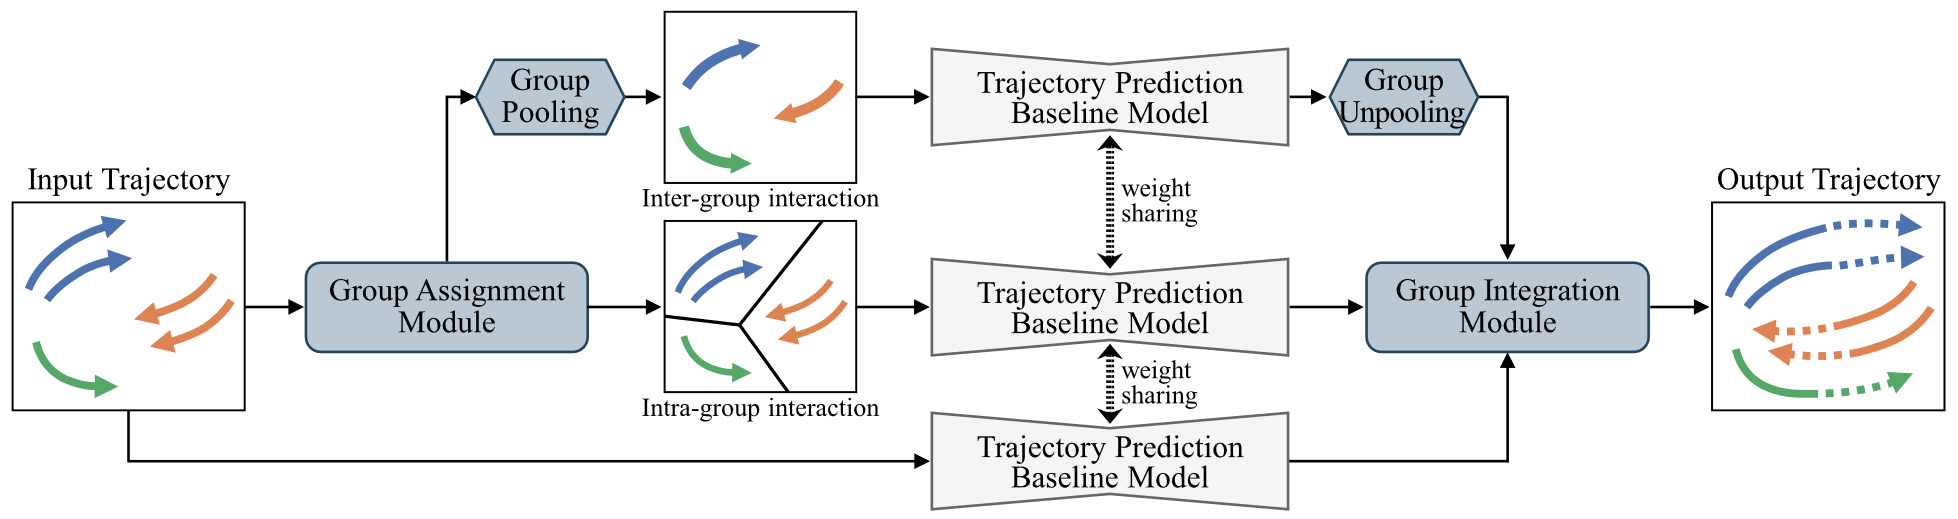 Input Trajectory
Group Assignment
Module
Group
Pooling
Inter-group interaction
Intra-group interaction
Trajectory Prediction
Baseline Model
weight
sharing
Trajectory Prediction
Baseline Model
weight
sharing
Trajectory Prediction
Baseline Model
Group
Unpooling
Group Integration
Module
Output Trajectory